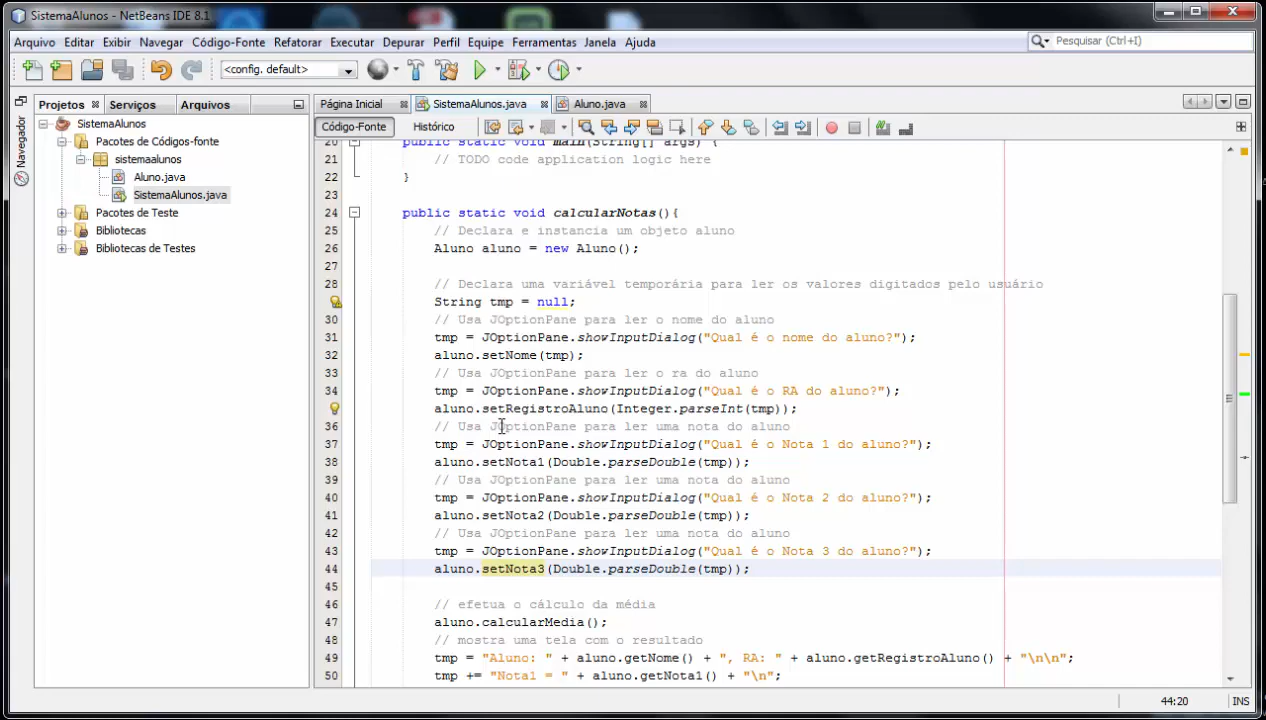 SistemaAlunos - NetBeans IDE 8.1
Arquivo Editar Exibir Navegar Código-Fonte Refatorar Executar Depurar Perfil Equipe Ferramentas Janela Ajuda
Pesquisar (Ctrl+I)
<config. default>
Projetos Serviços Arquivos
Página Inicial SistemaAlunos.java Aluno.java
Navegador
SistemaAlunos
Pacotes de Códigos-fonte
sistemaalunos
Aluno.java
SistemaAlunos.java
Pacotes de Teste
Bibliotecas
Bibliotecas de Testes
Código-Fonte Histórico
20 public static void main(String[] args) {
21 // TODO code application logic here
22 }
23
24 public static void calcularNotas(){
25 // Declara e instancia um objeto aluno
26 Aluno aluno = new Aluno();
27
28 // Declara uma variável temporária para ler os valores digitados pelo usuário
String tmp = null;
30 // Usa JOptionPane para ler o nome do aluno
31 tmp = JOptionPane.showInputDialog("Qual é o nome do aluno?");
32 aluno.setNome(tmp);
33 // Usa JOptionPane para ler o ra do aluno
34 tmp = JOptionPane.showInputDialog("Qual é o RA do aluno?");
aluno.setRegistroAluno(Integer.parseInt(tmp));
36 // Usa JOptionPane para ler uma nota do aluno
37 tmp = JOptionPane.showInputDialog("Qual é o Nota 1 do aluno?");
38 aluno.setNota1(Double.parseDouble(tmp));
39 // Usa JOptionPane para ler uma nota do aluno
40 tmp = JOptionPane.showInputDialog("Qual é o Nota 2 do aluno?");
41 aluno.setNota2(Double.parseDouble(tmp));
42 // Usa JOptionPane para ler uma nota do aluno
43 tmp = JOptionPane.showInputDialog("Qual é o Nota 3 do aluno?");
44 aluno.setNota3(Double.parseDouble(tmp));
45
46 // efetua o cálculo da média
47 aluno.calcularMedia();
48 // mostra uma tela com o resultado
49 tmp = "Aluno: " + aluno.getNome() + ", RA: " + aluno.getRegistroAluno() + "\n\n";
50 tmp += "Nota1 = " + aluno.getNota1() + "\n";
44:20 INS